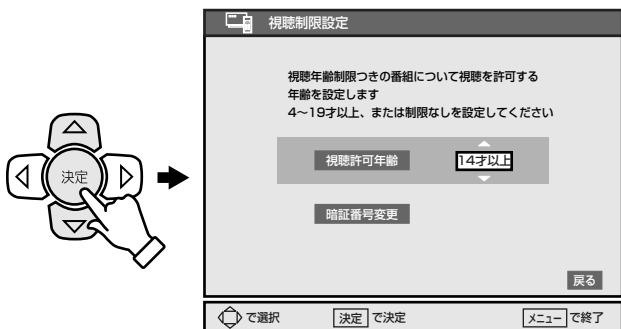 視聴制限設定
視聴年齢制限つきの番組について視聴を許可する
年齢を設定します
4〜19才以上、または制限なしを設定してください
決定
視聴許可年齢 14才以上
暗証番号変更
戻る
で選択 決定 で決定 メニュー で終了